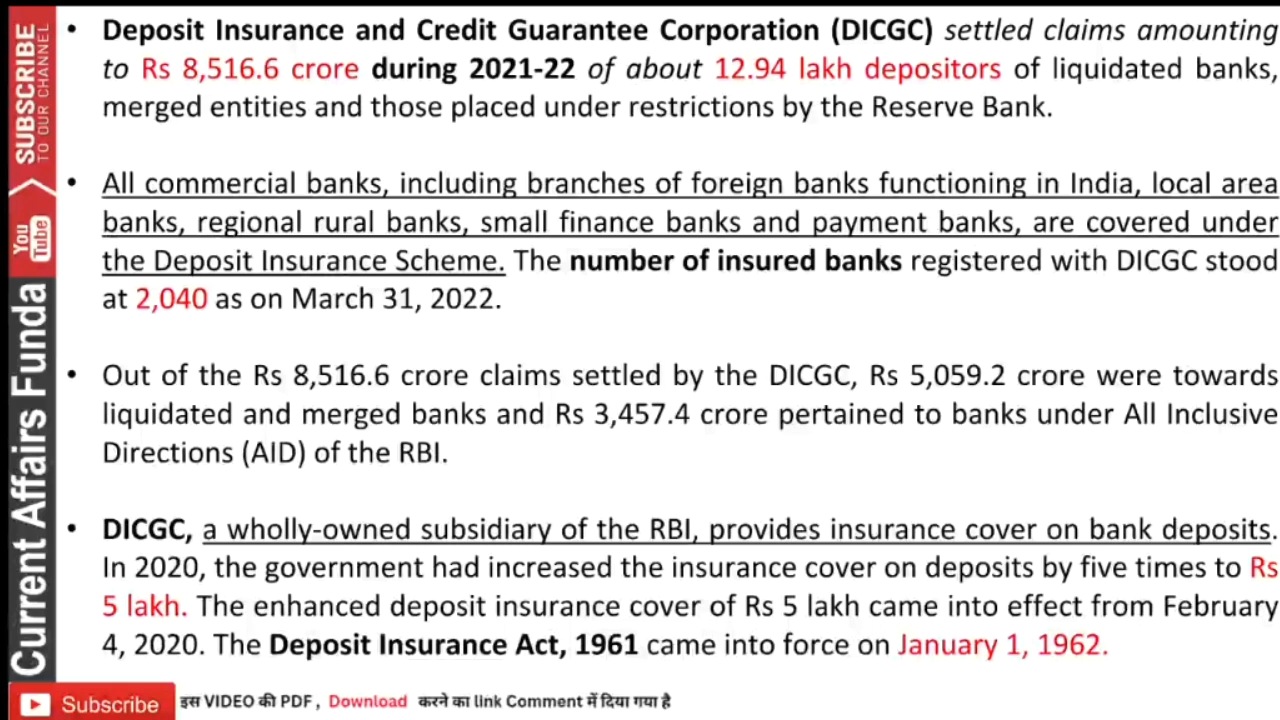 • Deposit Insurance and Credit Guarantee Corporation (DICGC) settled claims amounting
to Rs 8,516.6 crore during 2021-22 of about 12.94 lakh depositors of liquidated banks,
merged entities and those placed under restrictions by the Reserve Bank.
• All commercial banks, including branches of foreign banks functioning in India, local area
banks, regional rural banks, small finance banks and payment banks, are covered under
the Deposit Insurance Scheme. The number of insured banks registered with DICGC stood
at 2,040 as on March 31, 2022.
• Out of the Rs 8,516.6 crore claims settled by the DICGC, Rs 5,059.2 crore were towards
liquidated and merged banks and Rs 3,457.4 crore pertained to banks under All Inclusive
Directions (AID) of the RBI.
• DICGC, a wholly-owned subsidiary of the RBI, provides insurance cover on bank deposits.
In 2020, the government had increased the insurance cover on deposits by five times to Rs
5 lakh. The enhanced deposit insurance cover of Rs 5 lakh came into effect from February
4, 2020. The Deposit Insurance Act, 1961 came into force on January 1, 1962.
SUBSCRIBE
TO OUR CHANNEL
You
Tube
Current Affairs Funda
Subscribe
इस VIDEO की PDF , Download करने का link Comment में दिया गया है